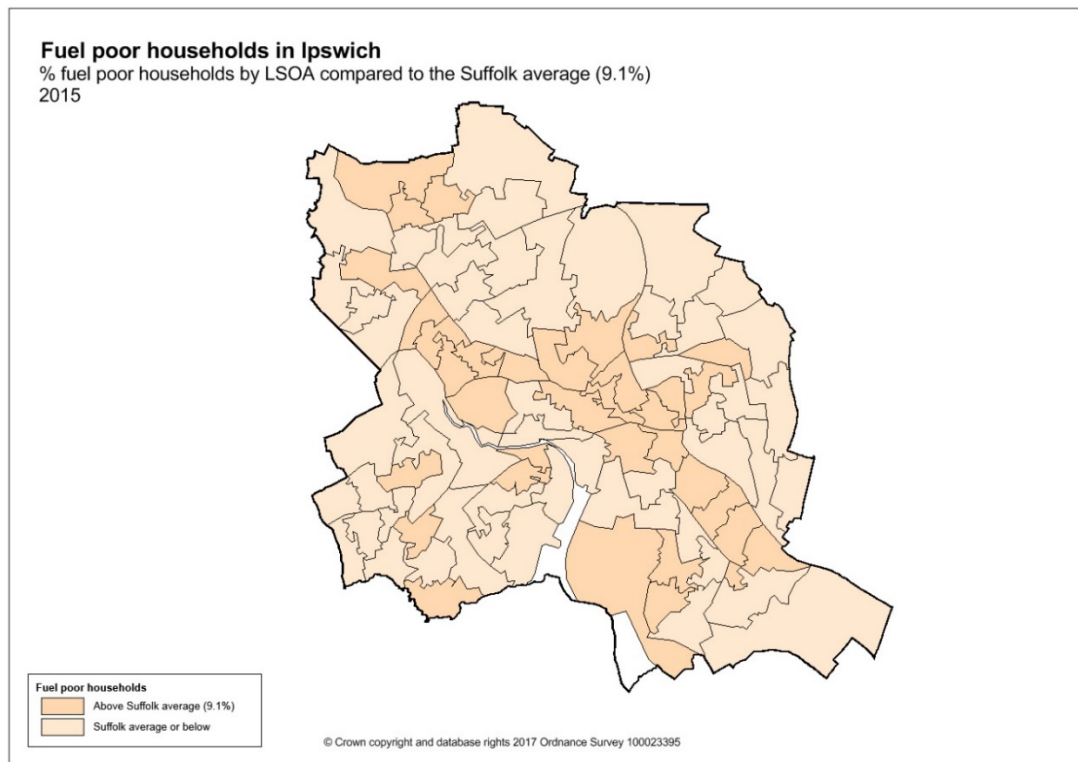 Fuel poor households in Ipswich
% fuel poor households by LSOA compared to the Suffolk average (9.1%)
2015
Fuel poor households
Above Suffolk average (9.1%)
Suffolk average or below
© Crown copyright and database rights 2017 Ordnance Survey 100023395